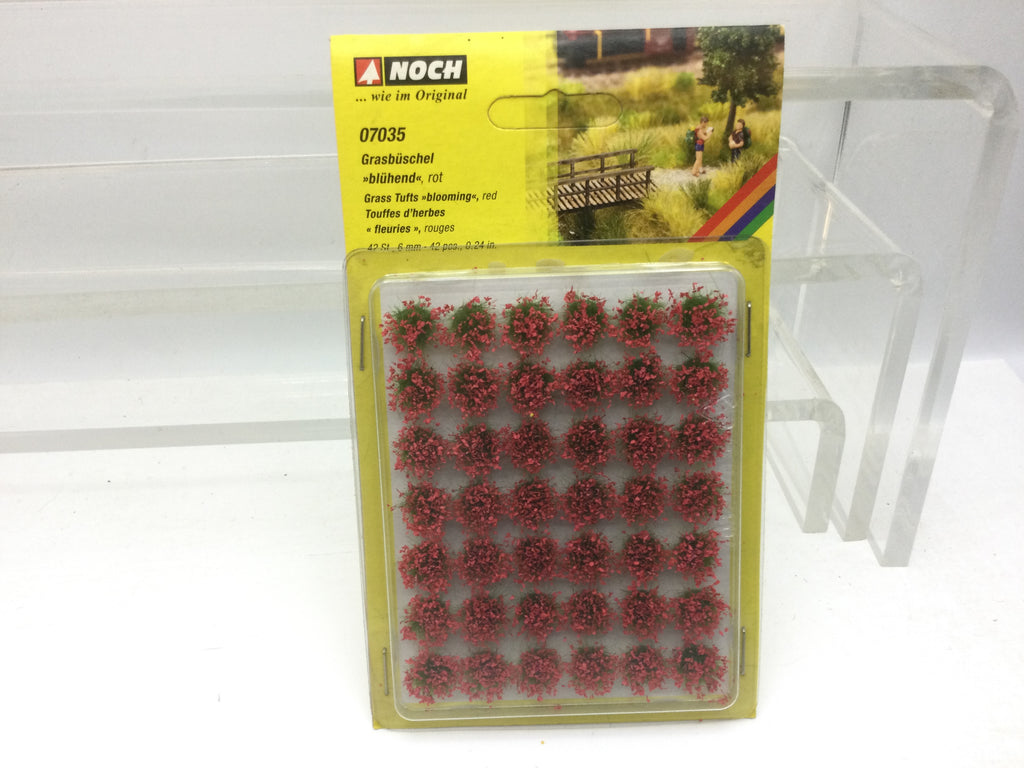 NOCH
... wie im Original
07035
Grasbüschel
»blühend«, rot
Grass Tufts »blooming«, red
Touffes d'herbes
« fleuries », rouges
42 St., 6 mm - 42 pcs., 0.24 in.